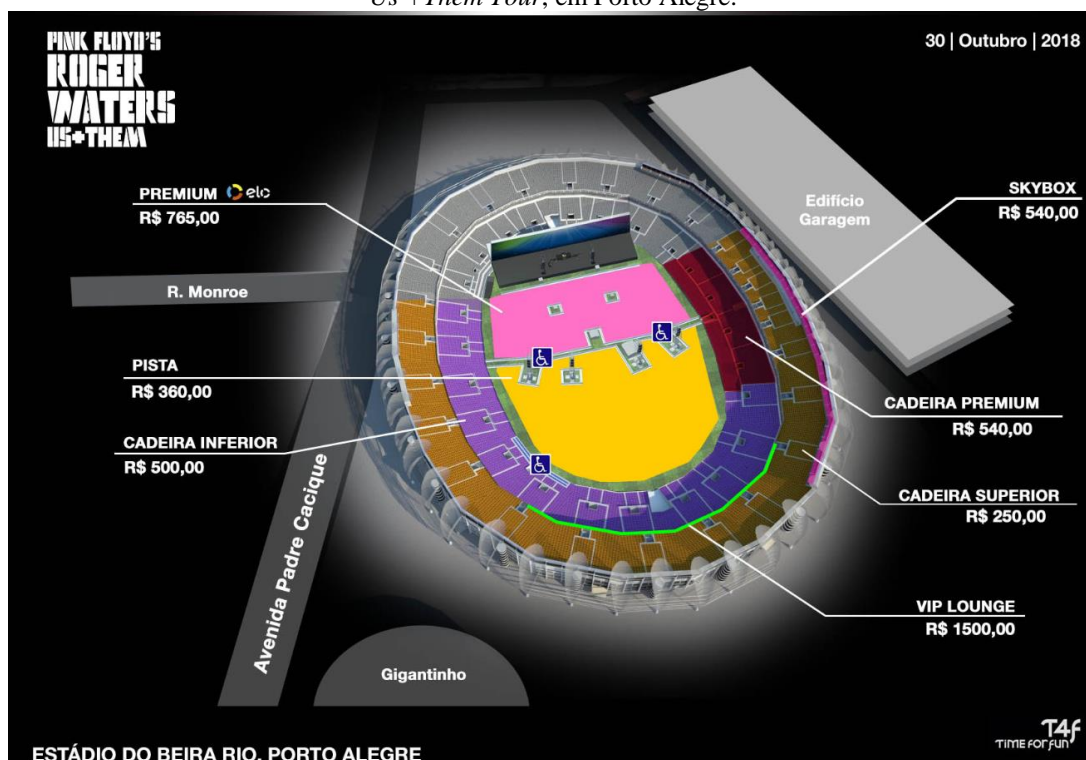 Us + Them Tour, em Porto Alegre.
PINK FLOYD'S
ROGER
WATERS
US+THEM
30 | Outubro | 2018
PREMIUM elo
R$ 765,00
SKYBOX
R$ 540,00
Edifício
Garagem
R. Monroe
PISTA
R$ 360,00
CADEIRA PREMIUM
R$ 540,00
CADEIRA INFERIOR
R$ 500,00
CADEIRA SUPERIOR
R$ 250,00
Avenida Padre Cacique
VIP LOUNGE
R$ 1500,00
Gigantinho
T4f
TIME FOR FUN
ESTÁDIO DO BEIRA RIO, PORTO ALEGRE